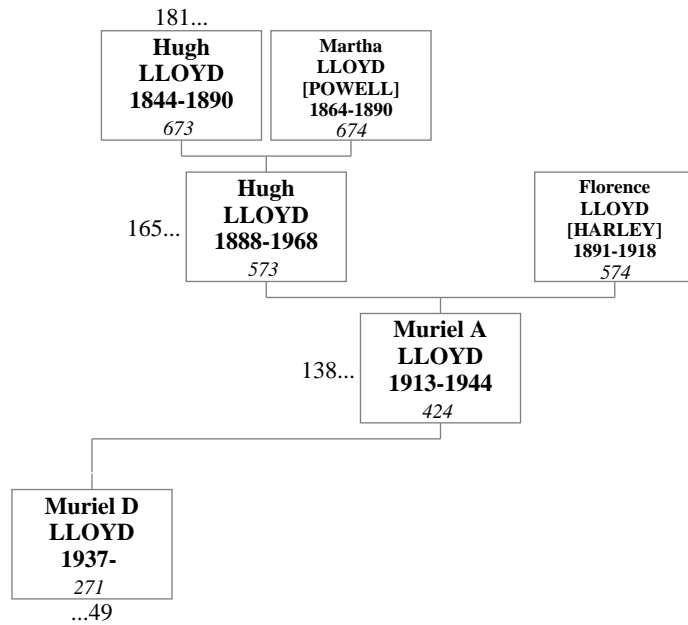 181...
Hugh
LLOYD
1844-1890
673
Martha
LLOYD
[POWELL]
1864-1890
674
165...
Hugh
LLOYD
1888-1968
573
Florence
LLOYD
[HARLEY]
1891-1918
574
138...
Muriel A
LLOYD
1913-1944
424
Muriel D
LLOYD
1937-
271
...49